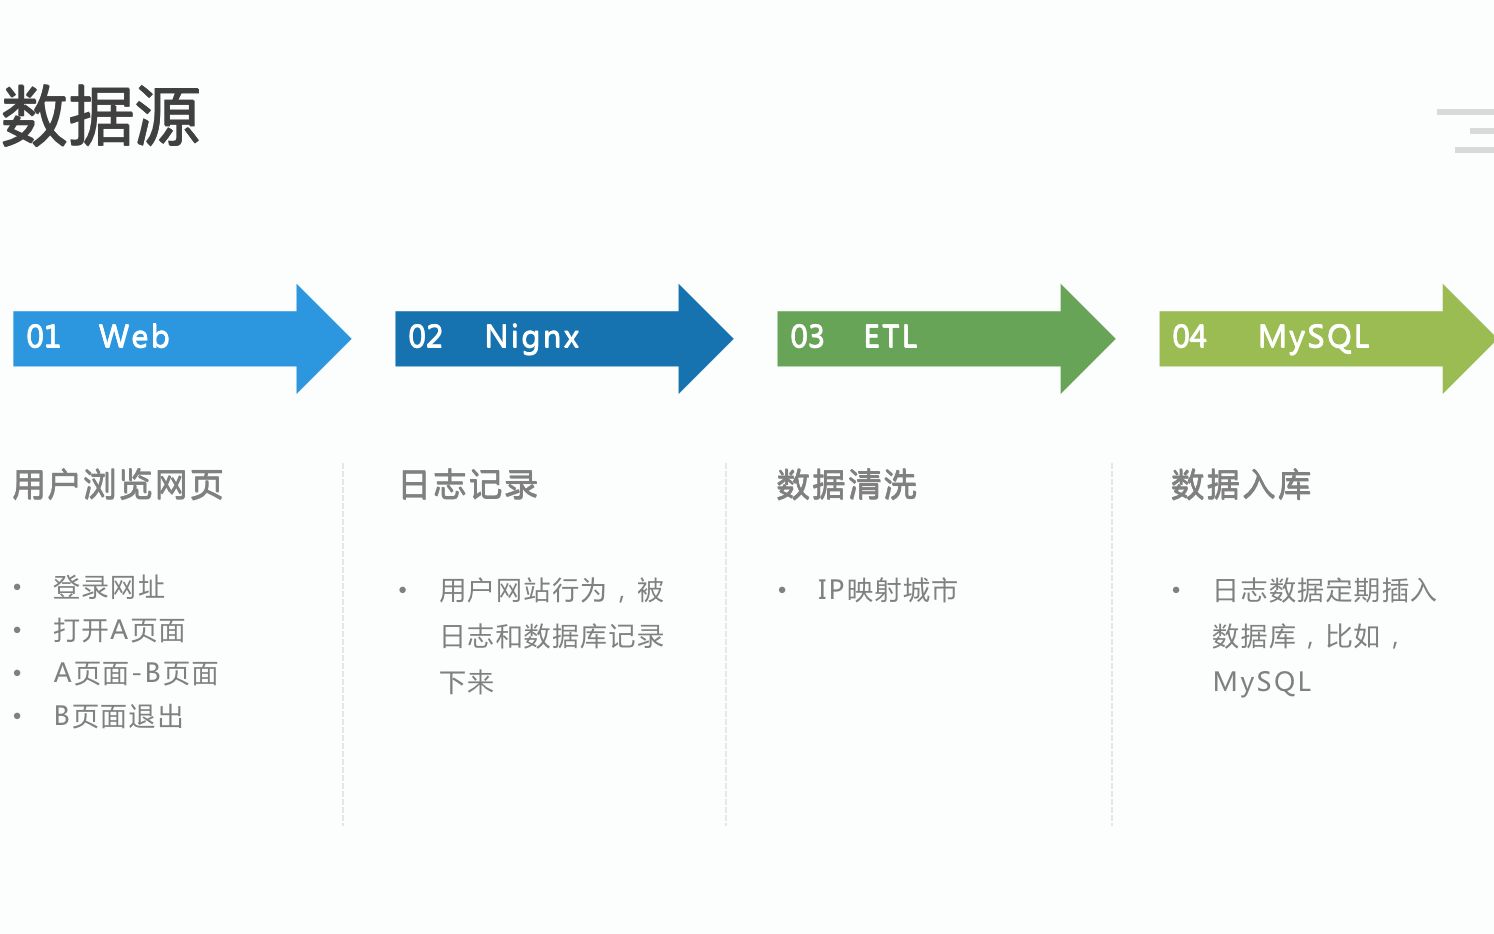 数据源
01 Web
02 Nignx
03 ETL
04 MySQL
用户浏览网页
• 登录网址
• 打开A页面
• A页面-B页面
• B页面退出
日志记录
• 用户网站行为，被
日志和数据库记录
下来
数据清洗
• IP映射城市
数据入库
• 日志数据定期插入
数据库，比如，
MySQL